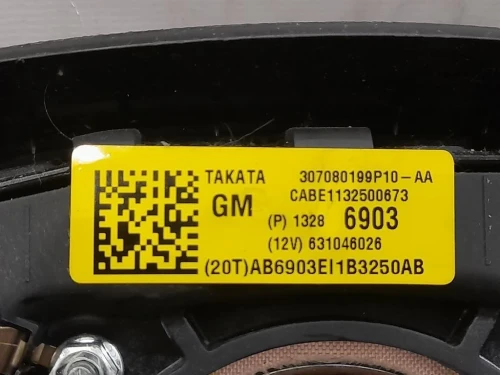 TAKATA 307080199P10-AA
CABE1132500673
GM (P) 1328 6903
(12V) 631046026
(20T)AB6903EI1B3250AB